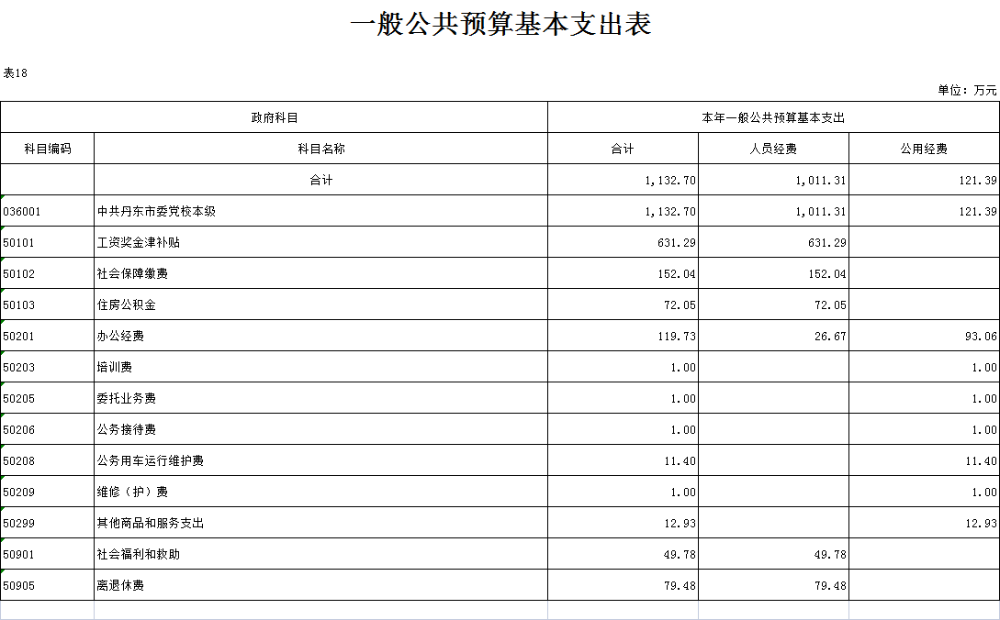 一般公共预算基本支出表
表18
单位：万元
政府科目 本年一般公共预算基本支出
科目编码 科目名称 合计 人员经费 公用经费
合计 1,132.70 1,011.31 121.39
036001 中共丹东市委党校本级 1,132.70 1,011.31 121.39
50101 工资奖金津补贴 631.29 631.29
50102 社会保障缴费 152.04 152.04
50103 住房公积金 72.05 72.05
50201 办公经费 119.73 26.67 93.06
50203 培训费 1.00 1.00
50205 委托业务费 1.00 1.00
50206 公务接待费 1.00 1.00
50208 公务用车运行维护费 11.40 11.40
50209 维修（护）费 1.00 1.00
50299 其他商品和服务支出 12.93 12.93
50901 社会福利和救助 49.78 49.78
50905 离退休费 79.48 79.48